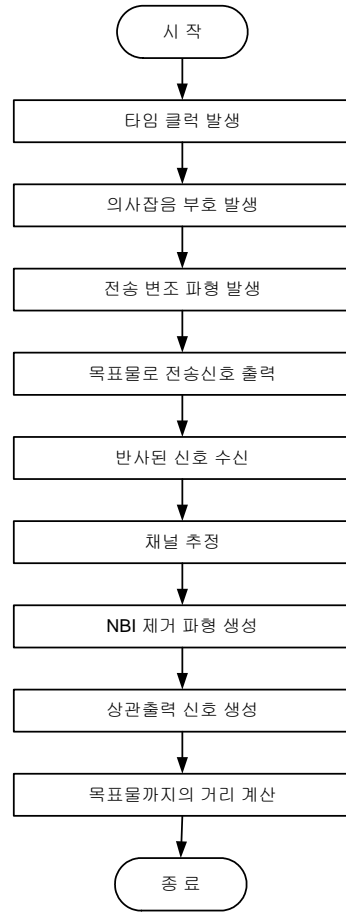 시 작
타임 클럭 발생
의사잡음 부호 발생
전송 변조 파형 발생
목표물로 전송신호 출력
반사된 신호 수신
채널 추정
NBI 제거 파형 생성
상관출력 신호 생성
목표물까지의 거리 계산
종 료